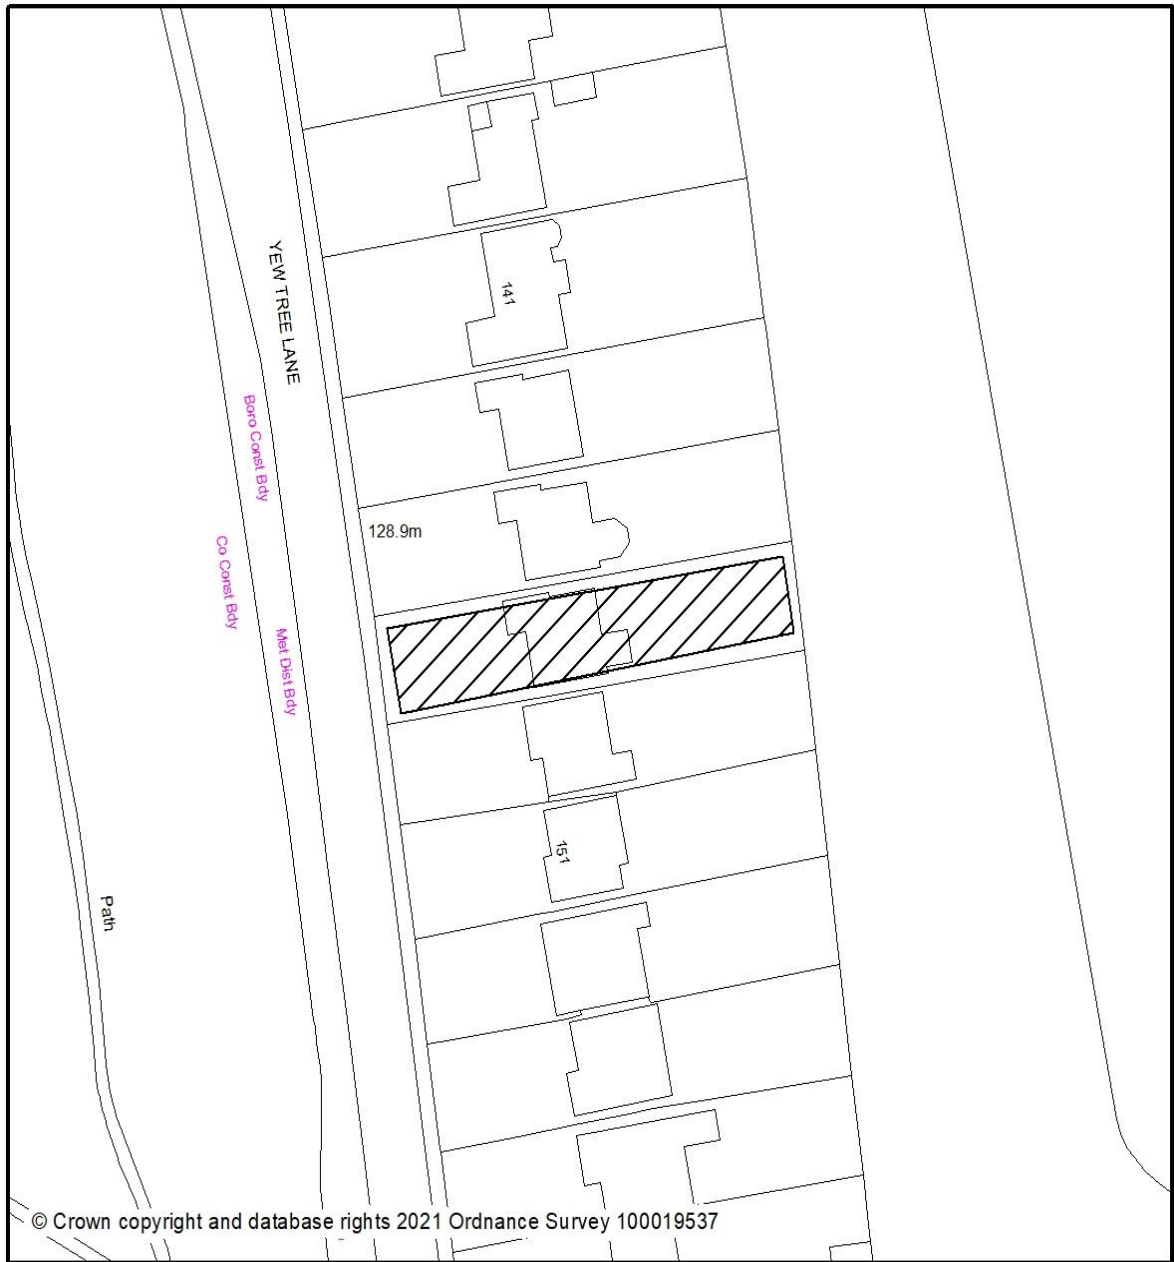 YEW TREE LANE
141
Boro Const Bdy
128.9m
Co Const Bdy
Met Dist Bdy
151
Path
© Crown copyright and database rights 2021 Ordnance Survey 100019537